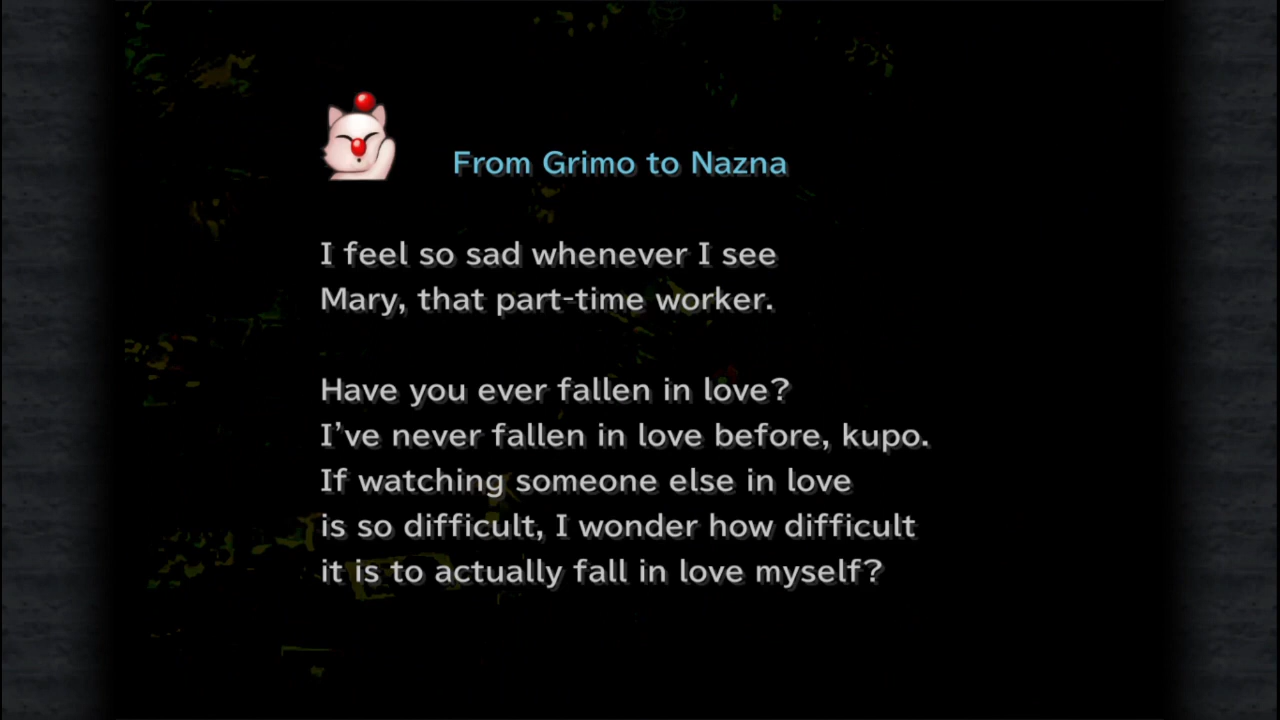 From Grimo to Nazna
I feel so sad whenever I see
Mary, that part-time worker.
Have you ever fallen in love?
I've never fallen in love before, kupo.
If watching someone else in love
is so difficult, I wonder how difficult
it is to actually fall in love myself?